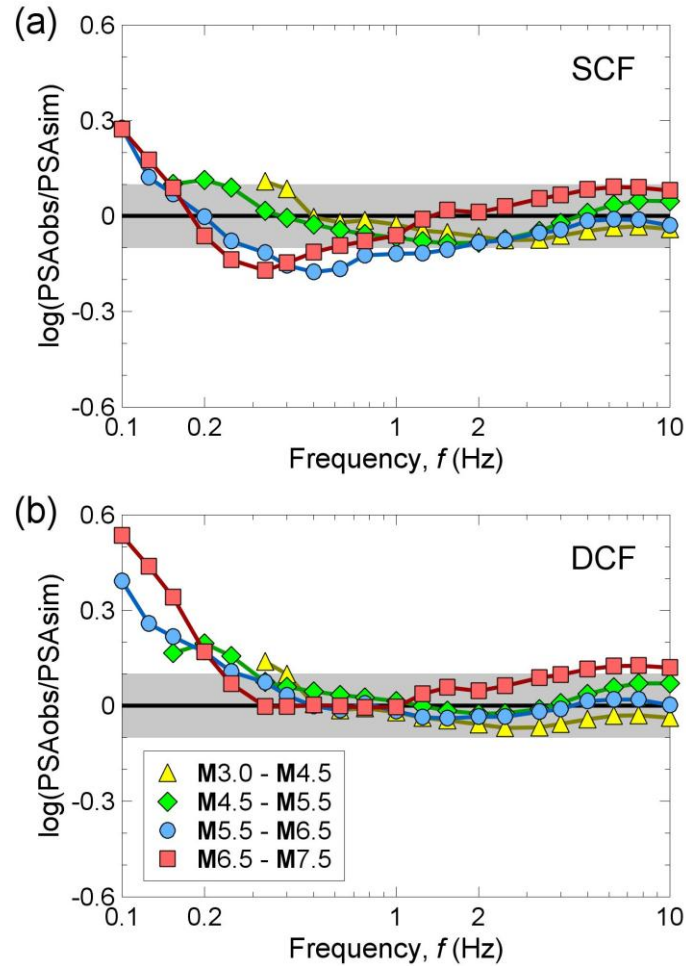 (a)
SCF
0.6
0.3
0
-0.3
-0.6
log(PSAobs/PSAsim)
0.1 0.2 1 2 10
Frequency, f (Hz)
(b)
DCF
0.6
0.3
0
-0.3
-0.6
log(PSAobs/PSAsim)
M3.0 - M4.5
M4.5 - M5.5
M5.5 - M6.5
M6.5 - M7.5
0.1 0.2 1 2 10
Frequency, f (Hz)